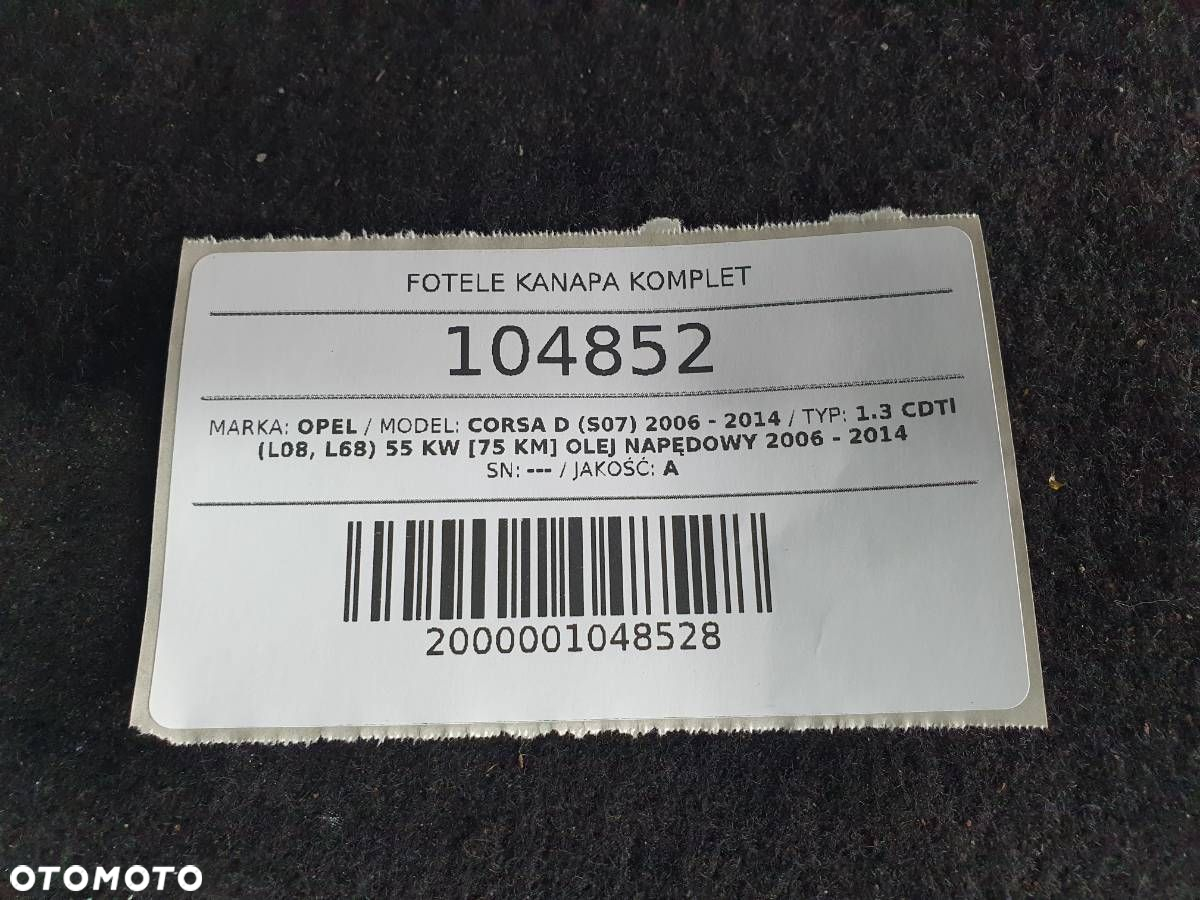 FOTELE KANAPA KOMPLET
104852
MARKA: OPEL / MODEL: CORSA D (S07) 2006 - 2014 / TYP: 1.3 CDTI
(L08, L68) 55 KW [75 KM] OLEJ NAPĘDOWY 2006 - 2014
SN: --- / JAKOŚĆ: A
2000001048528
OTOMOTO